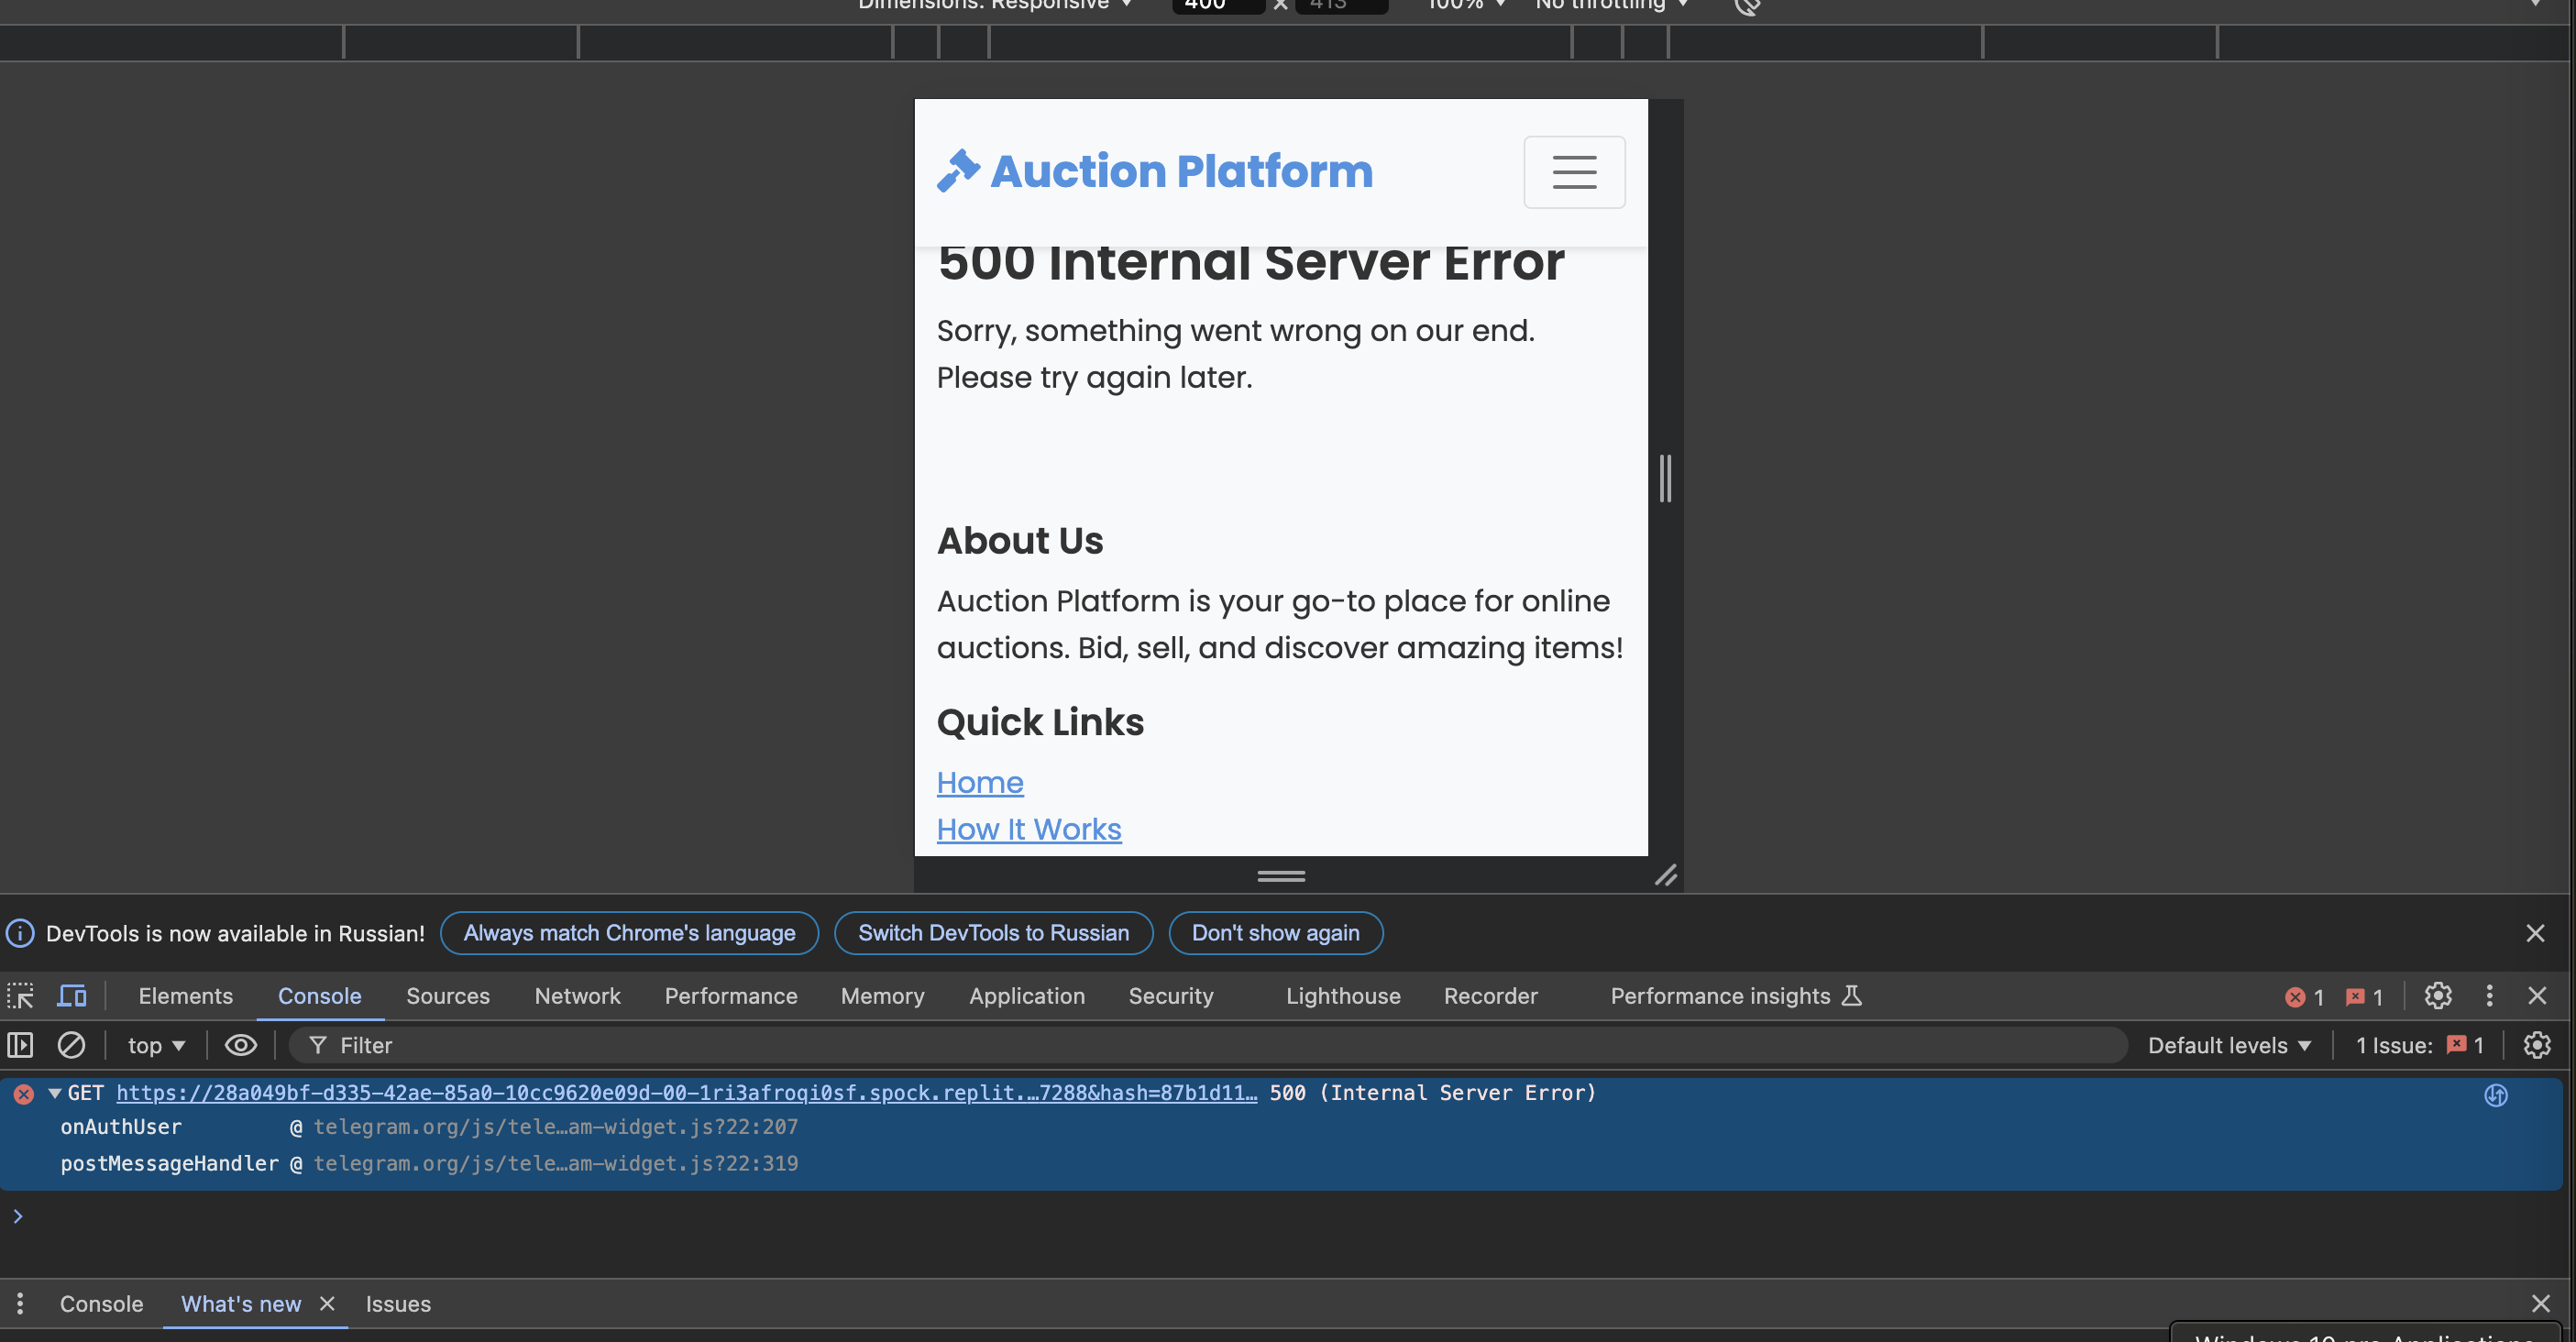 Dimensions: Responsive ▼ 400 × 413 100% ▼ No throttling ▼
Auction Platform
500 Internal Server Error
Sorry, something went wrong on our end.
Please try again later.
About Us
Auction Platform is your go-to place for online
auctions. Bid, sell, and discover amazing items!
Quick Links
Home
How It Works
DevTools is now available in Russian! Always match Chrome's language Switch DevTools to Russian Don't show again
Elements Console Sources Network Performance Memory Application Security Lighthouse Recorder Performance insights 1 1
top ▼ Filter Default levels ▼ 1 Issue: 1
▼GET https://28a049bf-d335-42ae-85a0-10cc9620e09d-00-1ri3afroqi0sf.spock.replit.…7288&hash=87b1d11… 500 (Internal Server Error)
onAuthUser @ telegram.org/js/tele…am-widget.js?22:207
postMessageHandler @ telegram.org/js/tele…am-widget.js?22:319
Console What's new Issues
Windows 10 pro Applications